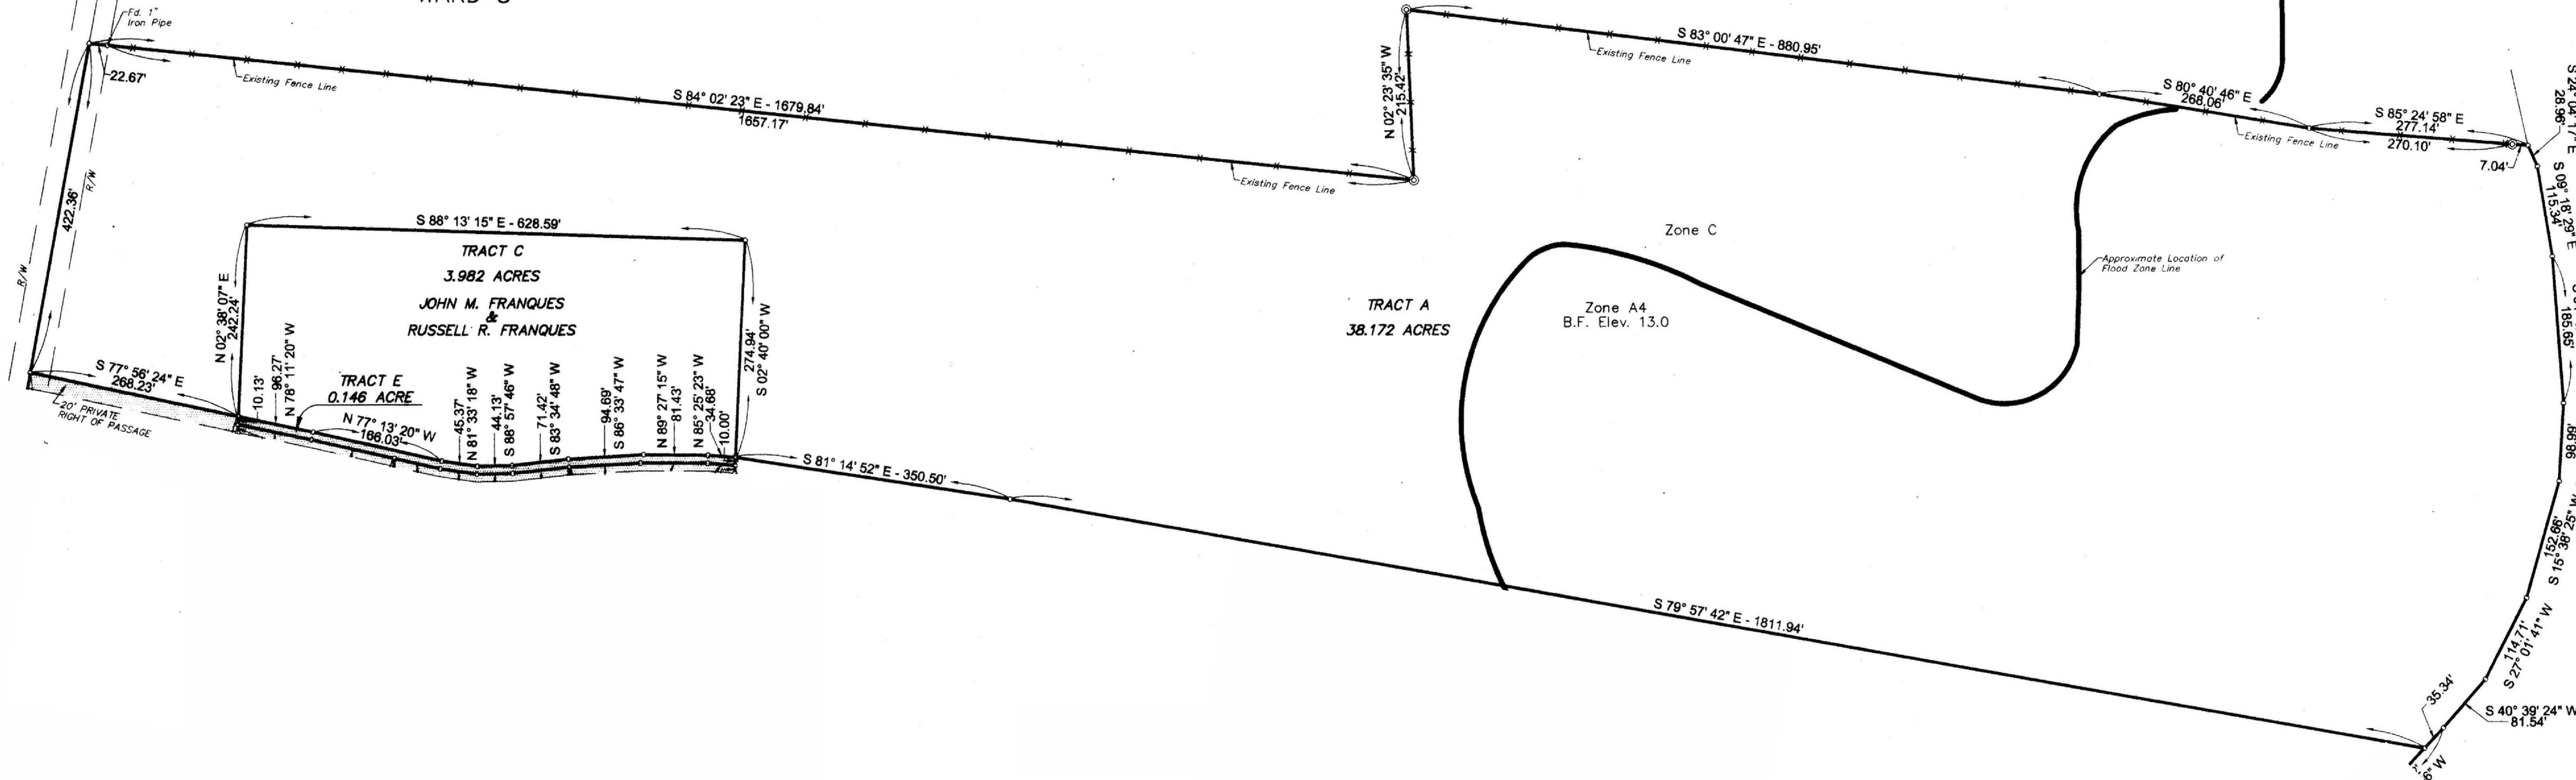 Fd. 1"
Iron Pipe
22.67'
Existing Fence Line
S 84° 02' 23" E - 1679.84'
1657.17'
Existing Fence Line
N 02° 23' 35" W
215.42'
S 83° 00' 47" E - 880.95'
Existing Fence Line
S 80° 40' 46" E
268.06'
Existing Fence Line
S 85° 24' 58" E
277.14'
270.10'
7.04'
S 24° 04' 17" E
28.96'
S 09° 18' 29" E
115.34'
185.65'
422.36'
R/W
R/W
S 88° 13' 15" E - 628.59'
TRACT C
3.982 ACRES
JOHN M. FRANQUES
&
RUSSELL R. FRANQUES
N 02° 38' 07" E
242.24'
274.94'
S 02° 40' 00" W
Zone C
Approximate Location of
Flood Zone Line
TRACT A
38.172 ACRES
Zone A4
B.F. Elev. 13.0
S 77° 56' 24" E
268.23'
20' PRIVATE
RIGHT OF PASSAGE
10.13'
96.27'
N 78° 11' 20" W
TRACT E
0.146 ACRE
N 77° 13' 20" W
166.03'
45.37'
N 81° 33' 18" W
44.13'
S 88° 57' 46" W
71.42'
S 83° 34' 48" W
94.69'
S 86° 33' 47" W
N 89° 27' 15" W
81.43'
N 85° 25' 23" W
34.68'
10.00'
S 81° 14' 52" E - 350.50'
S 79° 57' 42" E - 1811.94'
152.66'
S 15° 38' 25" W
114.71'
S 27° 01' 41" W
35.34'
S 40° 39' 24" W
81.54'